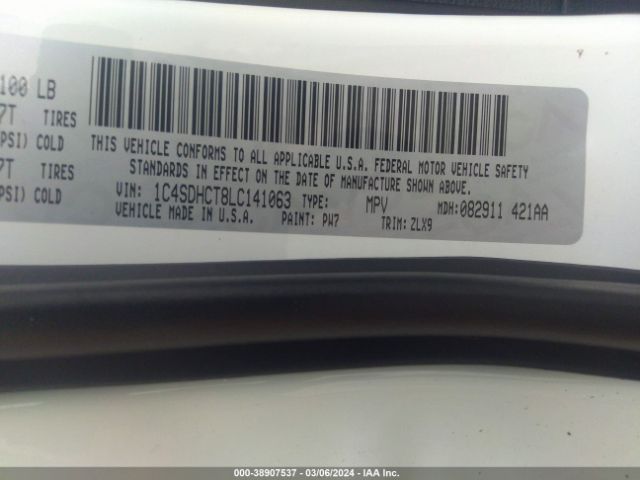 100 LB
7T TIRES
PSI) COLD
7T TIRES
PSI) COLD
THIS VEHICLE CONFORMS TO ALL APPLICABLE U.S.A. FEDERAL MOTOR VEHICLE SAFETY
STANDARDS IN EFFECT ON THE DATE OF MANUFACTURE SHOWN ABOVE.
VIN: 1C4SDHCT8LC141063 TYPE: MPV MDH: 082911 421AA
VEHICLE MADE IN U.S.A. PAINT: PW7 TRIM: ZLX9
000-38907537 - 03/06/2024 - IAA Inc.